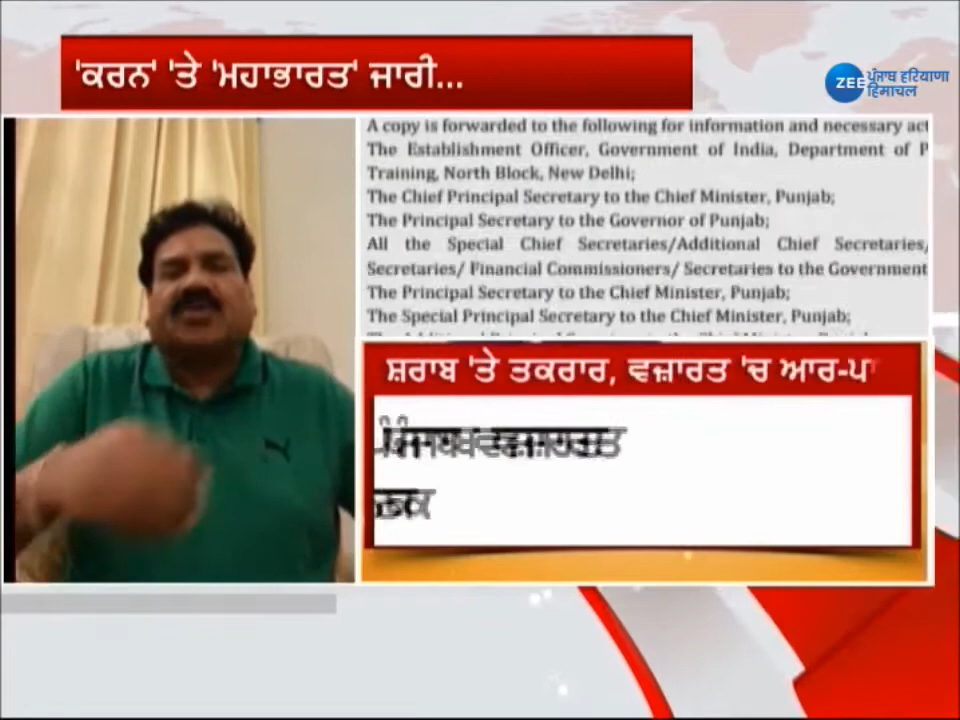 'ਕਰਨ' 'ਤੇ 'ਮਹਾਭਾਰਤ' ਜਾਰੀ...
ZEE ਪੰਜਾਬ ਹਰਿਆਣਾ
ਹਿਮਾਚਲ
A copy is forwarded to the following for information and necessary act
The Establishment Officer, Government of India, Department of P
Training, North Block, New Delhi;
The Chief Principal Secretary to the Chief Minister, Punjab;
The Principal Secretary to the Governor of Punjab;
All the Special Chief Secretaries/Additional Chief Secretaries/
Secretaries/ Financial Commissioners/ Secretaries to the Government
The Principal Secretary to the Chief Minister, Punjab;
The Special Principal Secretary to the Chief Minister, Punjab;
ਸ਼ਰਾਬ 'ਤੇ ਤਕਰਾਰ, ਵਜ਼ਾਰਤ 'ਚ ਆਰ-ਪਾ